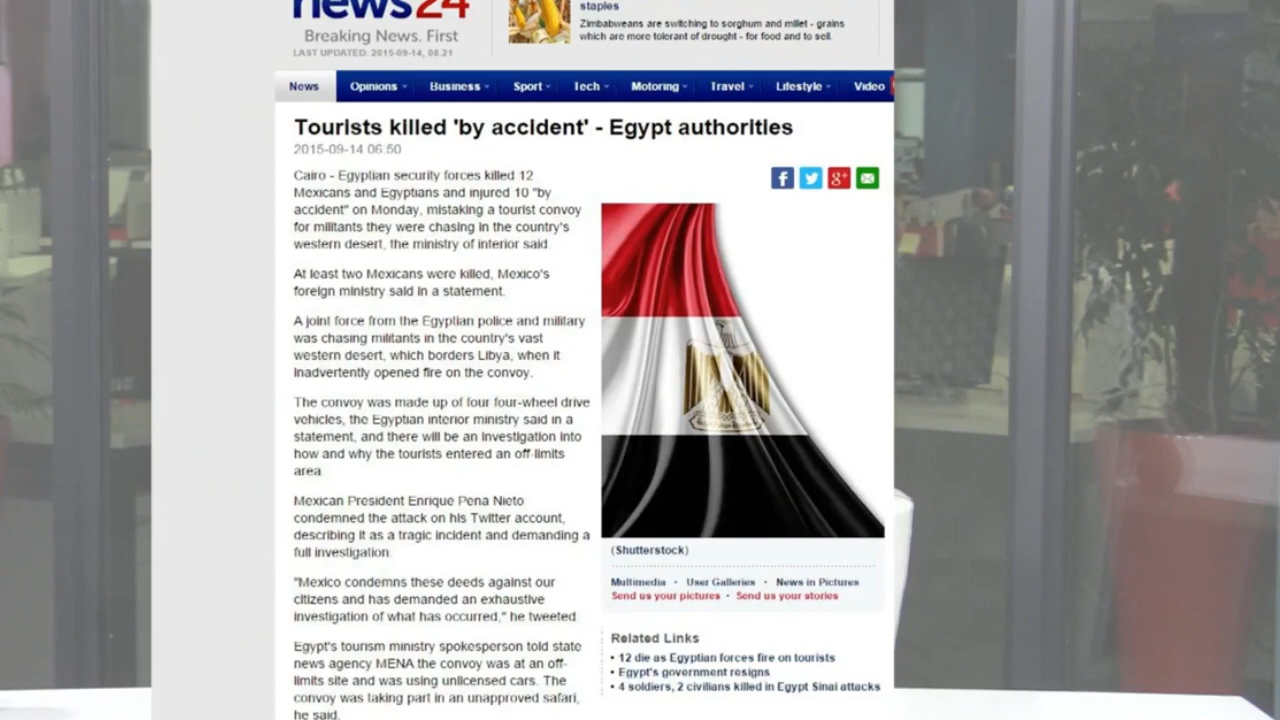 news24
Breaking News. First
LAST UPDATED: 2015-09-14, 08:21
staples
Zimbabweans are switching to sorghum and millet - grains
which are more tolerant of drought - for food and to sell.
News
Opinions
Business
Sport
Tech
Motoring
Travel
Lifestyle
Video
Tourists killed 'by accident' - Egypt authorities
2015-09-14 06:50
Cairo - Egyptian security forces killed 12
Mexicans and Egyptians and injured 10 "by
accident" on Monday, mistaking a tourist convoy
for militants they were chasing in the country's
western desert, the ministry of interior said.
At least two Mexicans were killed, Mexico's
foreign ministry said in a statement.
A joint force from the Egyptian police and military
was chasing militants in the country's vast
western desert, which borders Libya, when it
inadvertently opened fire on the convoy.
The convoy was made up of four four-wheel drive
vehicles, the Egyptian interior ministry said in a
statement, and there will be an investigation into
how and why the tourists entered an off-limits
area.
Mexican President Enrique Pena Nieto
condemned the attack on his Twitter account,
describing it as a tragic incident and demanding a
full investigation.
"Mexico condemns these deeds against our
citizens and has demanded an exhaustive
investigation of what has occurred," he tweeted.
Egypt's tourism ministry spokesperson told state
news agency MENA the convoy was at an off-
limits site and was using unlicensed cars. The
convoy was taking part in an unapproved safari,
he said.
f
g+
(Shutterstock)
Multimedia · User Galleries · News in Pictures
Send us your pictures · Send us your stories
Related Links
• 12 die as Egyptian forces fire on tourists
• Egypt's government resigns
• 4 soldiers, 2 civilians killed in Egypt Sinai attacks